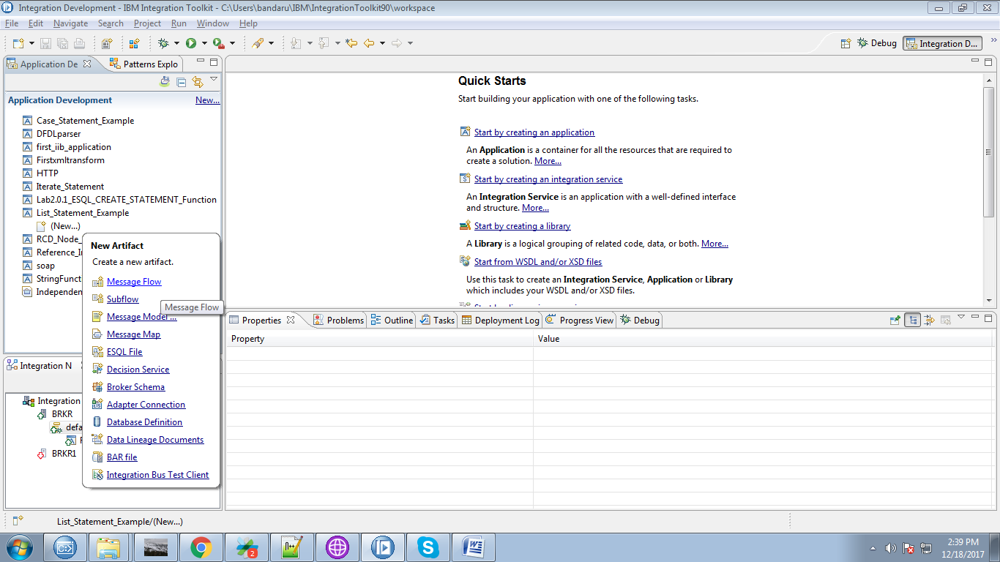 Integration Development - IBM Integration Toolkit - C:\Users\bandaru\IBM\IntegrationToolkit90\workspace
File Edit Navigate Search Project Run Window Help
Debug
Integration D...
Application De
Patterns Explo
Application Development
New...
Case_Statement_Example
DFDLparser
first_iib_application
Firstxmltransform
HTTP
Iterate_Statement
Lab2.0.1_ESQL_CREATE_STATEMENT_Function
List_Statement_Example
(New...)
RCD_Node_
Reference_In
soap
StringFunct
Independen
New Artifact
Create a new artifact.
Message Flow
Subflow
Message Flow
Message Model ...
Message Map
ESQL File
Decision Service
Broker Schema
Adapter Connection
Database Definition
Data Lineage Documents
BAR file
Integration Bus Test Client
Integration N
Integration
BRKR
defa
BRKR1
Quick Starts
Start building your application with one of the following tasks.
Start by creating an application
An Application is a container for all the resources that are required to
create a solution. More...
Start by creating an integration service
An Integration Service is an application with a well-defined interface
and structure. More...
Start by creating a library
A Library is a logical grouping of related code, data, or both. More...
Start from WSDL and/or XSD files
Use this task to create an Integration Service, Application or Library
which includes your WSDL and/or XSD files.
Properties
Problems
Outline
Tasks
Deployment Log
Progress View
Debug
Property Value
List_Statement_Example/(New...)
2
2:39 PM
12/18/2017